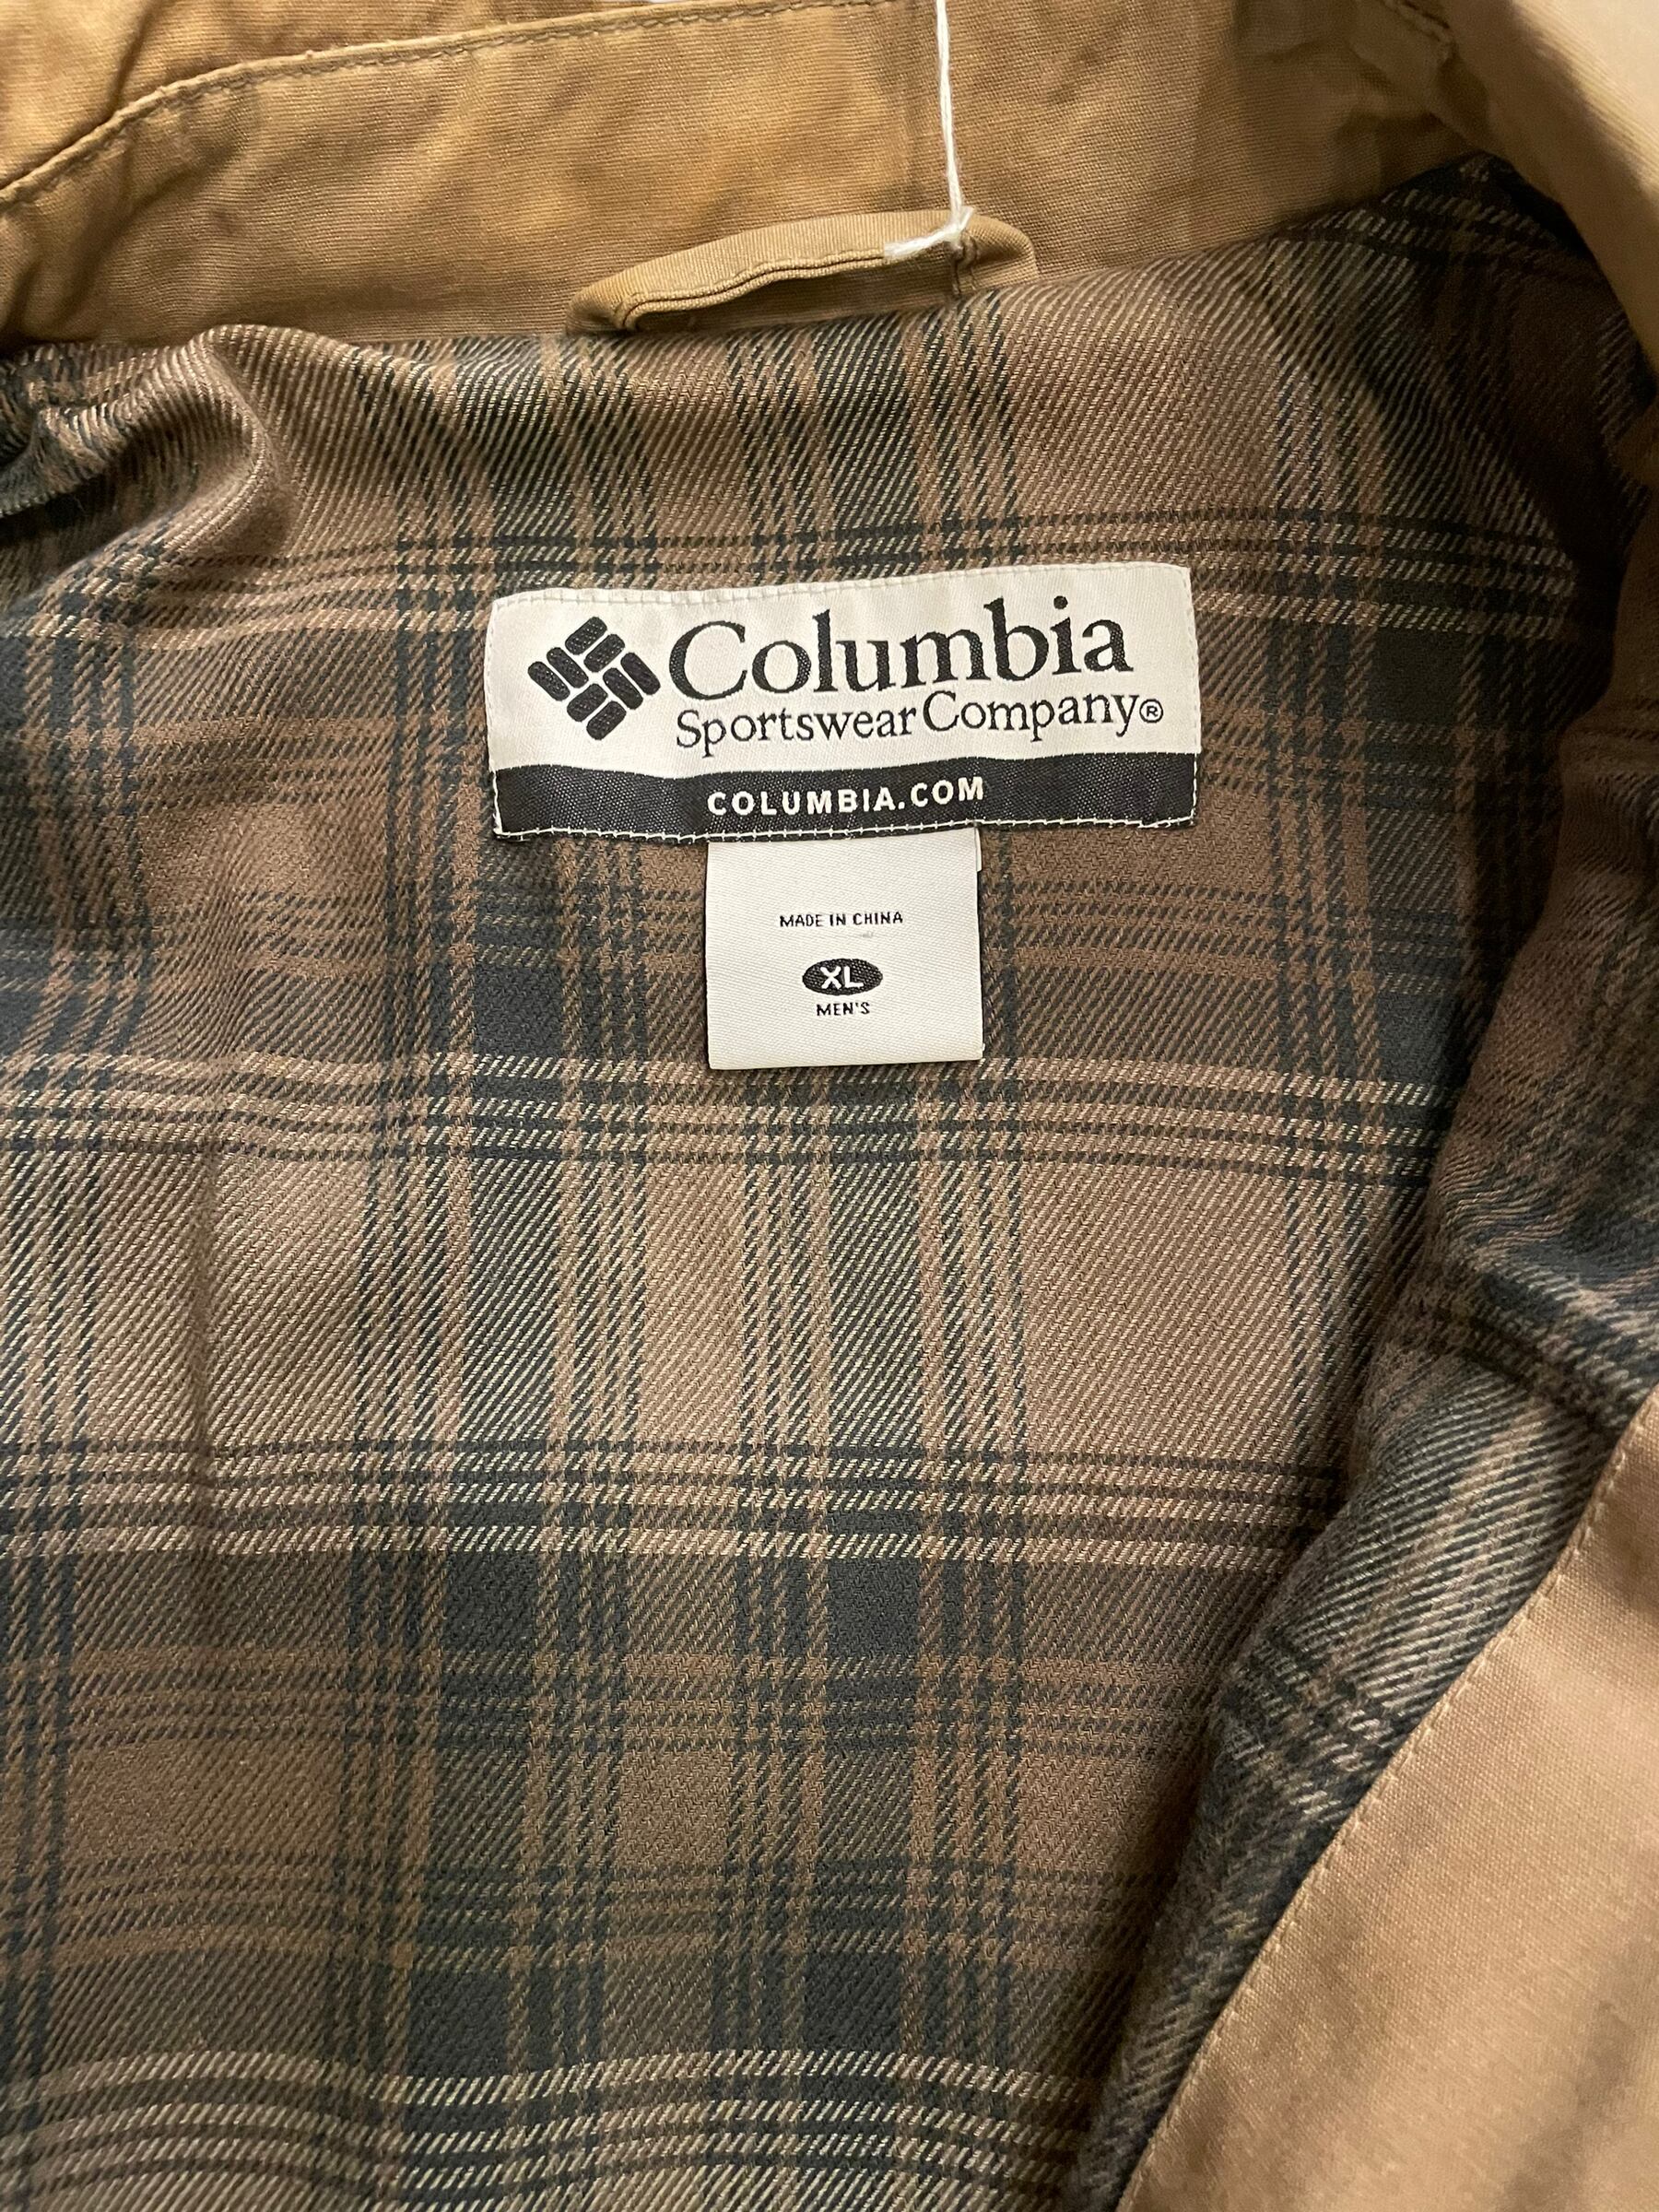 Columbia
Sportswear Company®
COLUMBIA.COM
MADE IN CHINA
XL
MEN'S